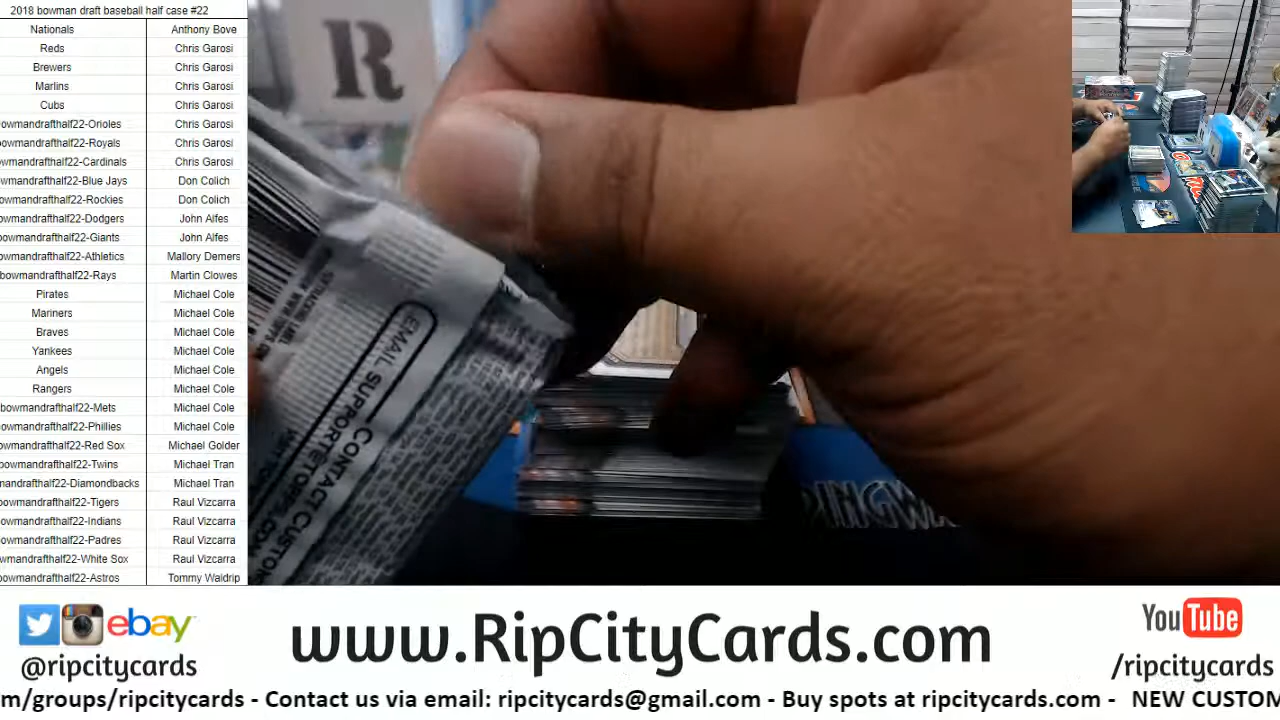 2018 bowman draft baseball half case #22
Nationals Anthony Bove
Reds Chris Garosi
Brewers Chris Garosi
Marlins Chris Garosi
Cubs Chris Garosi
bowmandrafthalf22-Orioles Chris Garosi
owmandrafthalf22-Royals Chris Garosi
wmandrafthalf22-Cardinals Chris Garosi
wmandrafthalf22-Blue Jays Don Colich
owmandrafthalf22-Rockies Don Colich
owmandrafthalf22-Dodgers John Alfes
owmandrafthalf22-Giants John Alfes
owmandrafthalf22-Athletics Mallory Demers
bowmandrafthalf22-Rays Martin Clowes
Pirates Michael Cole
Mariners Michael Cole
Braves Michael Cole
Yankees Michael Cole
Angels Michael Cole
Rangers Michael Cole
bowmandrafthalf22-Mets Michael Cole
owmandrafthalf22-Phillies Michael Cole
owmandrafthalf22-Red Sox Michael Golder
owmandrafthalf22-Twins Michael Tran
nandrafthalf22-Diamondbacks Michael Tran
owmandrafthalf22-Tigers Raul Vizcarra
owmandrafthalf22-Indians Raul Vizcarra
owmandrafthalf22-Padres Raul Vizcarra
wmandrafthalf22-White Sox Raul Vizcarra
owmandrafthalf22-Astros Tommy Waldrip
R
EMAIL SUPPORT
CONTACT CUSTOM
ebay
@ripcitycards
www.RipCityCards.com
YouTube
/ripcitycards
m/groups/ripcitycards - Contact us via email: ripcitycards@gmail.com - Buy spots at ripcitycards.com - NEW CUSTOM